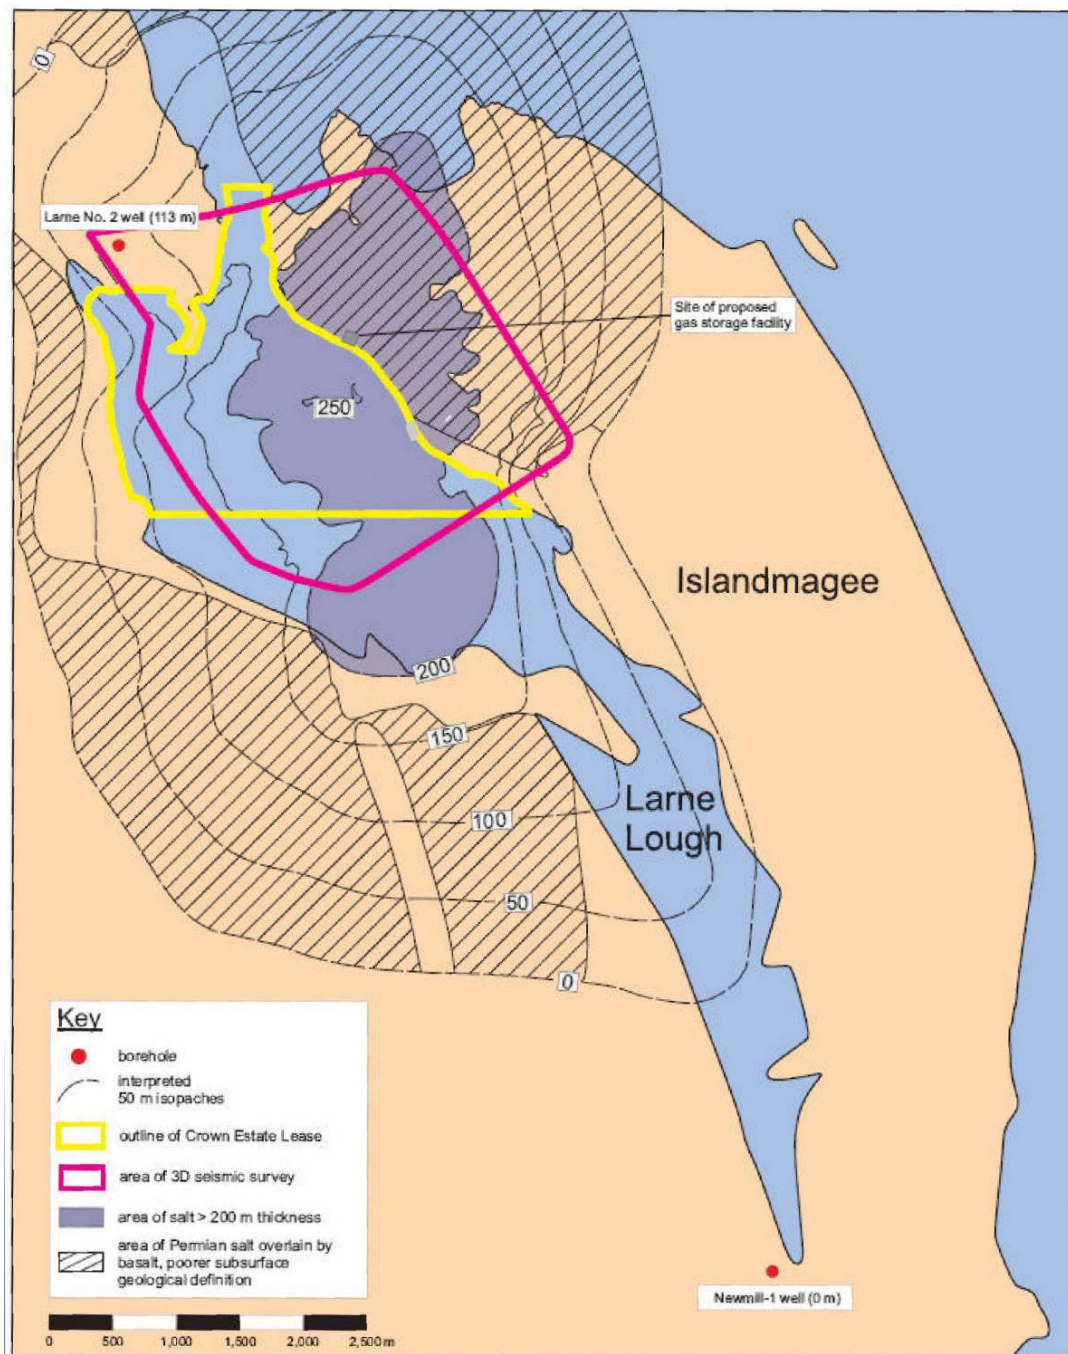 0
Larne No. 2 well (113 m)
Site of proposed
gas storage facility
250
Islandmagee
200
150
Larne
Lough
100
50
0
Key
borehole
interpreted
50 m isopaches
outline of Crown Estate Lease
area of 3D seismic survey
area of salt > 200 m thickness
area of Permian salt overlain by
basalt, poorer subsurface
geological definition
0 500 1,000 1,500 2,000 2,500 m
Newmill-1 well (0 m)